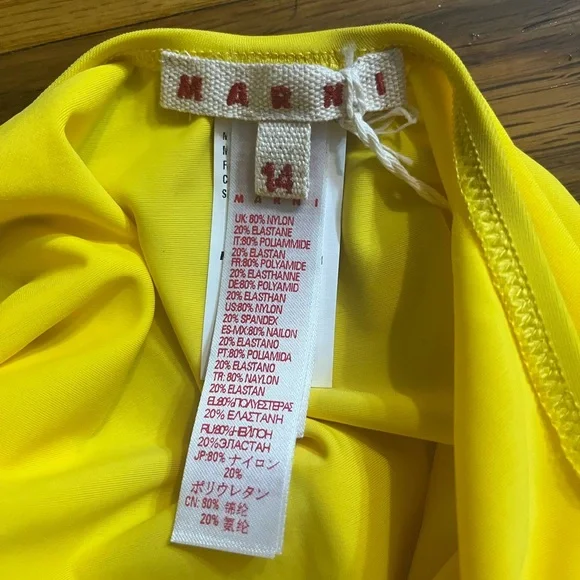 MARNI
14
MARNI
UK: 80% NYLON
20% ELASTANE
IT:80% POLIAMMIDE
20% ELASTAN
FR:80% POLYAMIDE
20% ELASTHANNE
DE:80% POLYAMID
20% ELASTHAN
US:80% NYLON
20% SPANDEX
ES-MX:80% NAILON
20% ELASTANO
PT:80% POLIAMIDA
20% ELASTANO
TR: 80% NAYLON
20% ELASTAN
EL:80%ΠΟΛΥΕΣΤΕΡΑΣ
20% ΕΛΑΣΤΑΝΗ
RU:80%НЕЙЛОН
20%ЭЛАСТАН
JP:80% ナイロン
20%
ポリウレタン
CN: 80% 锦纶
20% 氨纶